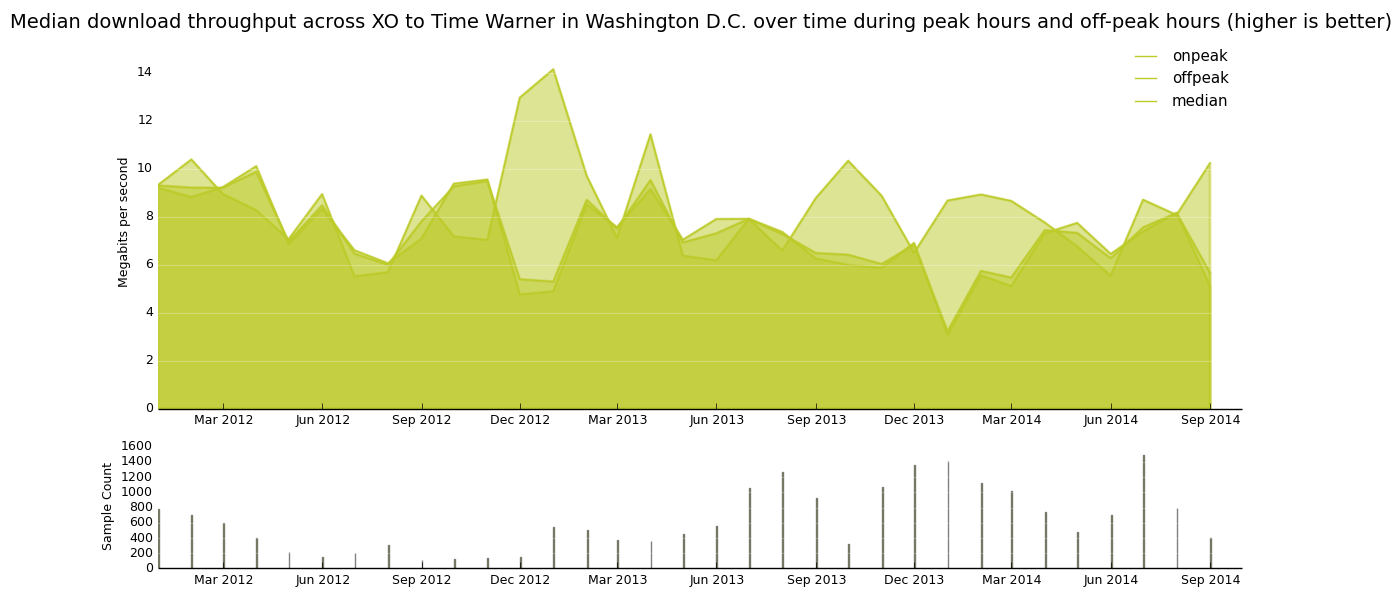 Median download throughput across XO to Time Warner in Washington D.C. over time during peak hours and off-peak hours (higher is better)
onpeak
offpeak
median
Megabits per second
14
12
10
8
6
4
2
0
Mar 2012 Jun 2012 Sep 2012 Dec 2012 Mar 2013 Jun 2013 Sep 2013 Dec 2013 Mar 2014 Jun 2014 Sep 2014
Sample Count
1600
1400
1200
1000
800
600
400
200
0
Mar 2012 Jun 2012 Sep 2012 Dec 2012 Mar 2013 Jun 2013 Sep 2013 Dec 2013 Mar 2014 Jun 2014 Sep 2014